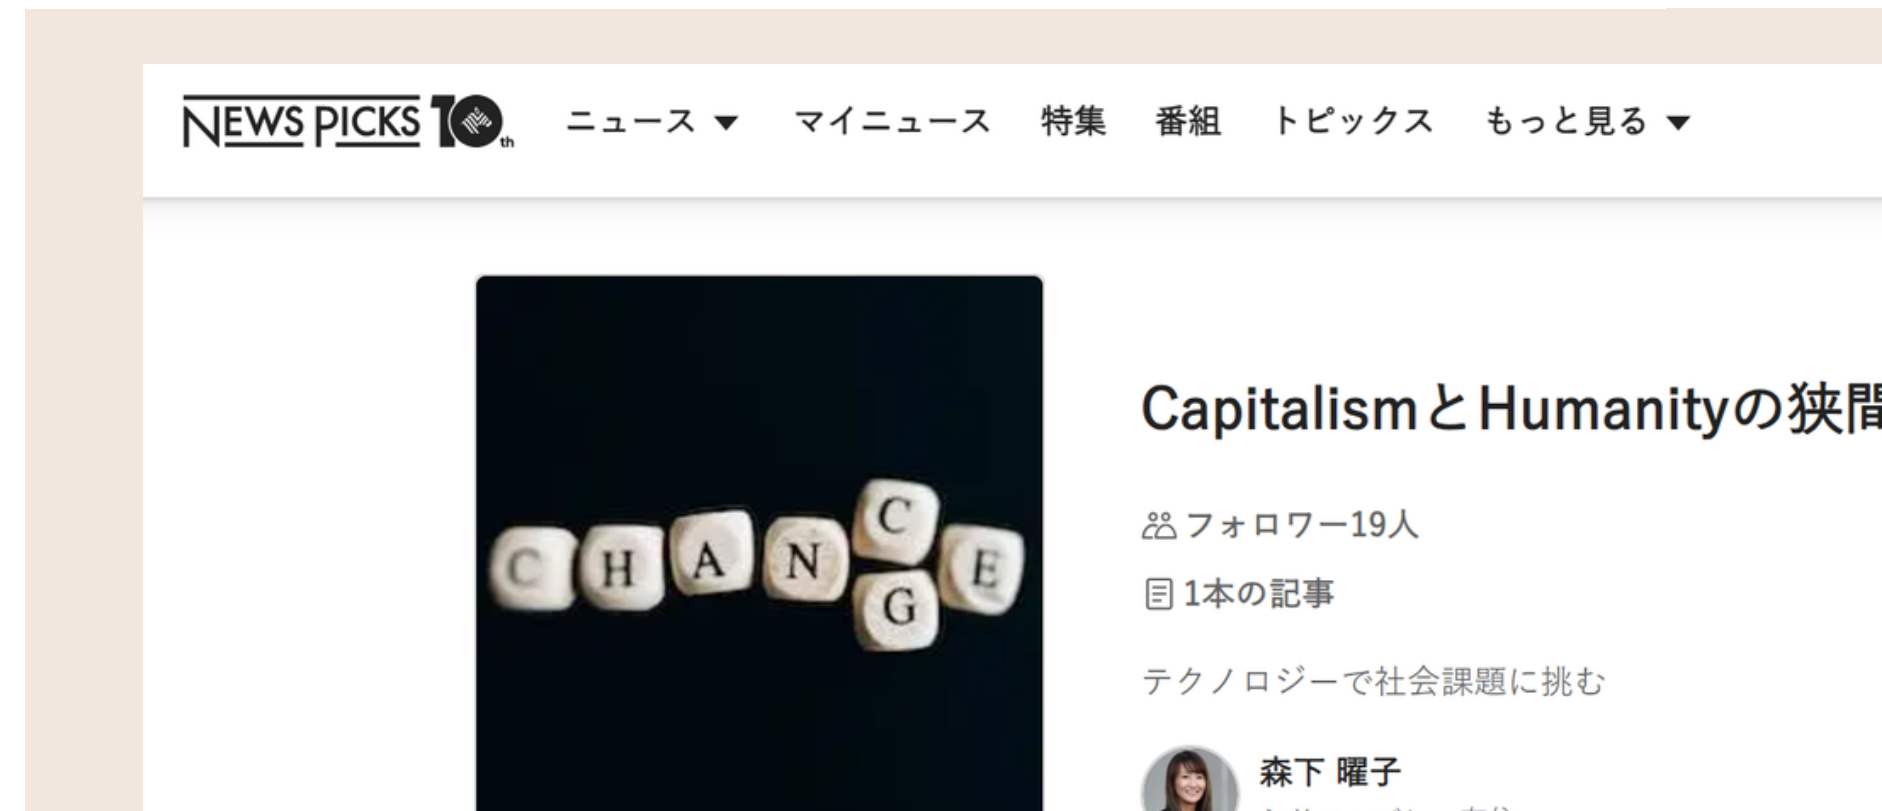 NEWS PICKS 10th ニュース マイニュース 特集 番組 トピックス もっと見る
CapitalismとHumanityの狭間
フォロワー19人
1本の記事
C H A N C G E
テクノロジーで社会課題に挑む
森下 曜子